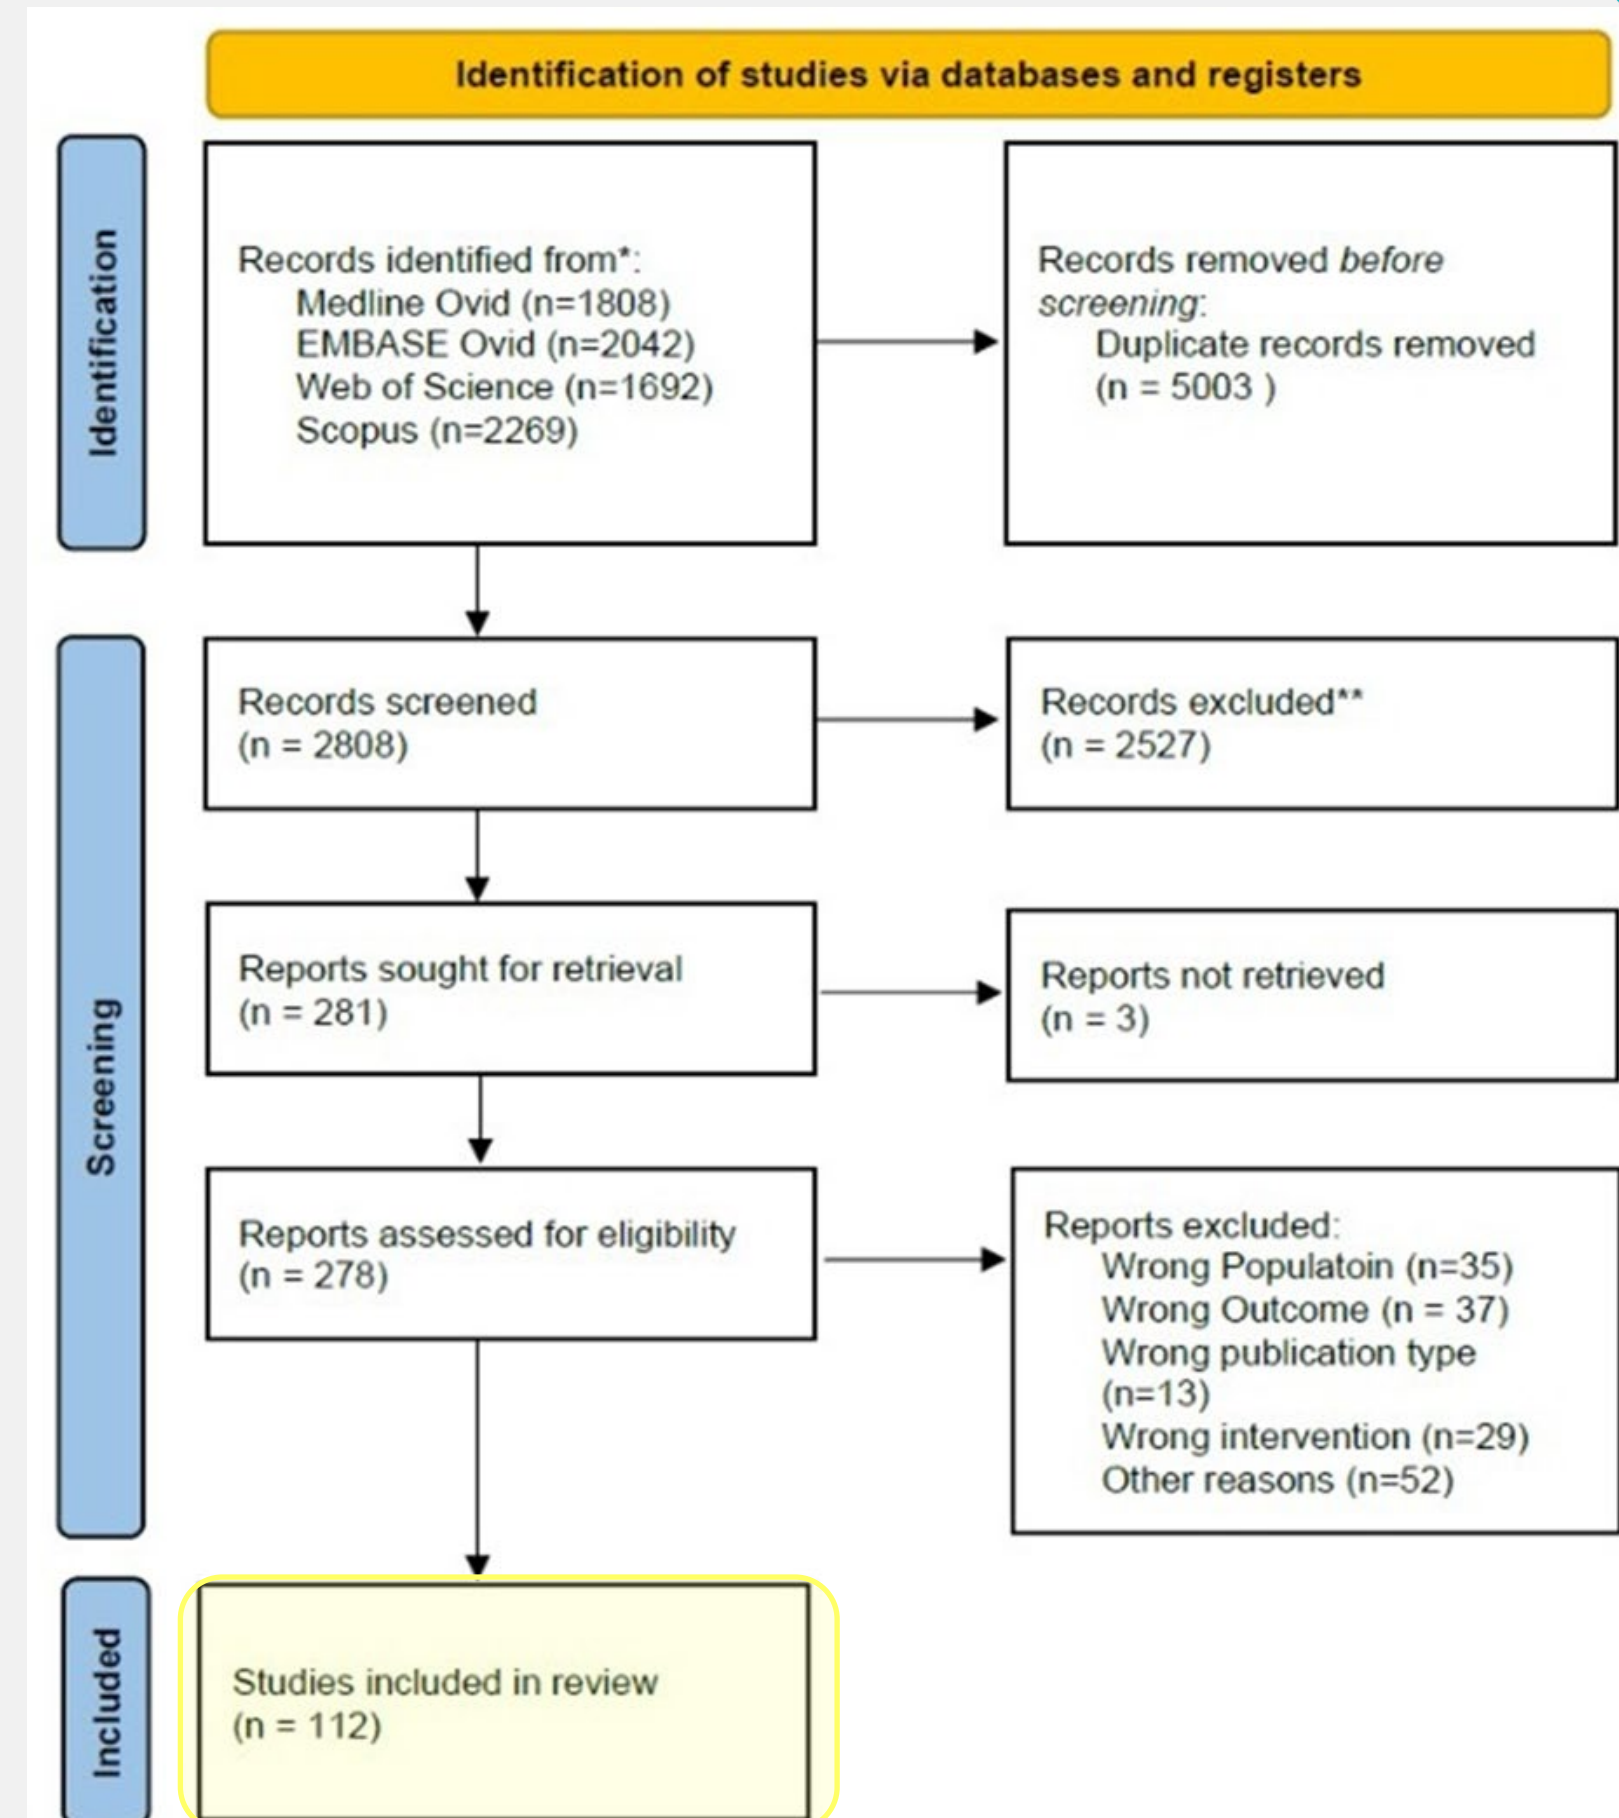 Identification of studies via databases and registers
Identification
Records identified from*:
Medline Ovid (n=1808)
EMBASE Ovid (n=2042)
Web of Science (n=1692)
Scopus (n=2269)
Records removed before
screening:
Duplicate records removed
(n = 5003 )
Screening
Records screened
(n = 2808)
Records excluded**
(n = 2527)
Reports sought for retrieval
(n = 281)
Reports not retrieved
(n = 3)
Reports assessed for eligibility
(n = 278)
Reports excluded:
Wrong Populatoin (n=35)
Wrong Outcome (n = 37)
Wrong publication type
(n=13)
Wrong intervention (n=29)
Other reasons (n=52)
Included
Studies included in review
(n = 112)